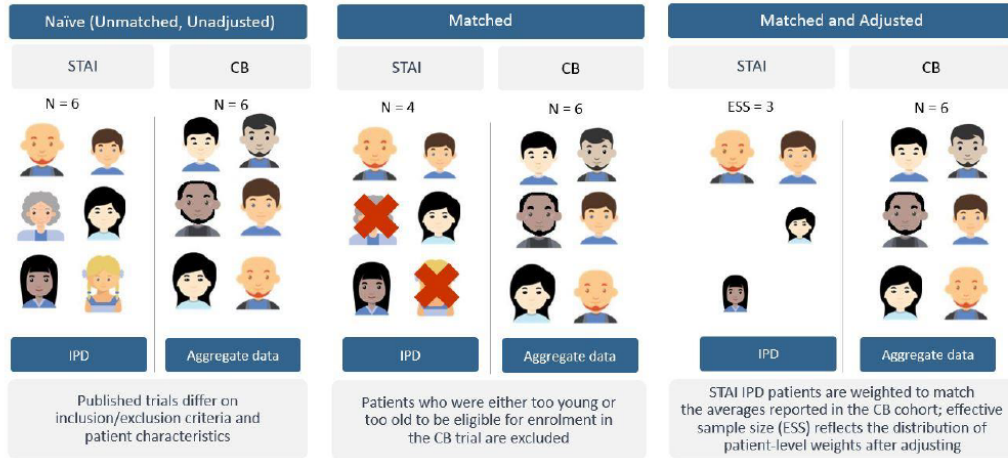 Naïve (Unmatched, Unadjusted)
STAI
CB
N = 6
N = 6
IPD
Aggregate data
Published trials differ on
inclusion/exclusion criteria and
patient characteristics
Matched
STAI
CB
N = 4
N = 6
IPD
Aggregate data
Patients who were either too young or
too old to be eligible for enrolment in
the CB trial are excluded
Matched and Adjusted
STAI
CB
ESS = 3
N = 6
IPD
Aggregate data
STAI IPD patients are weighted to match
the averages reported in the CB cohort; effective
sample size (ESS) reflects the distribution of
patient-level weights after adjusting